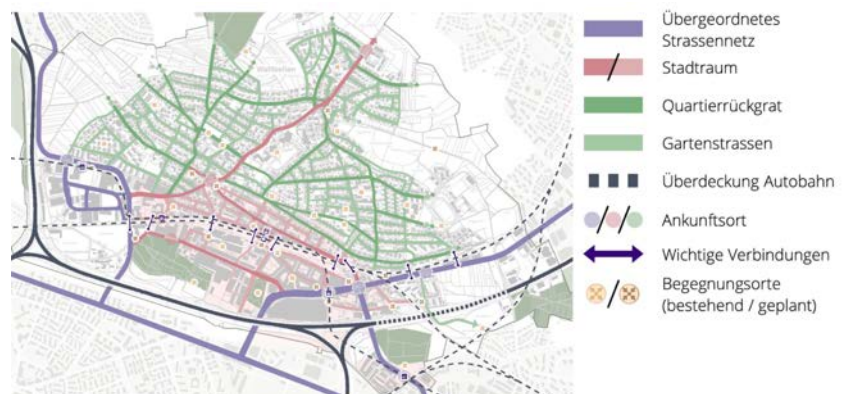 Übergeordnetes
Strassennetz
Stadtraum
Quartierrückgrat
Gartenstrassen
Überdeckung Autobahn
Ankunftsort
Wichtige Verbindungen
Begegnungsorte
(bestehend / geplant)